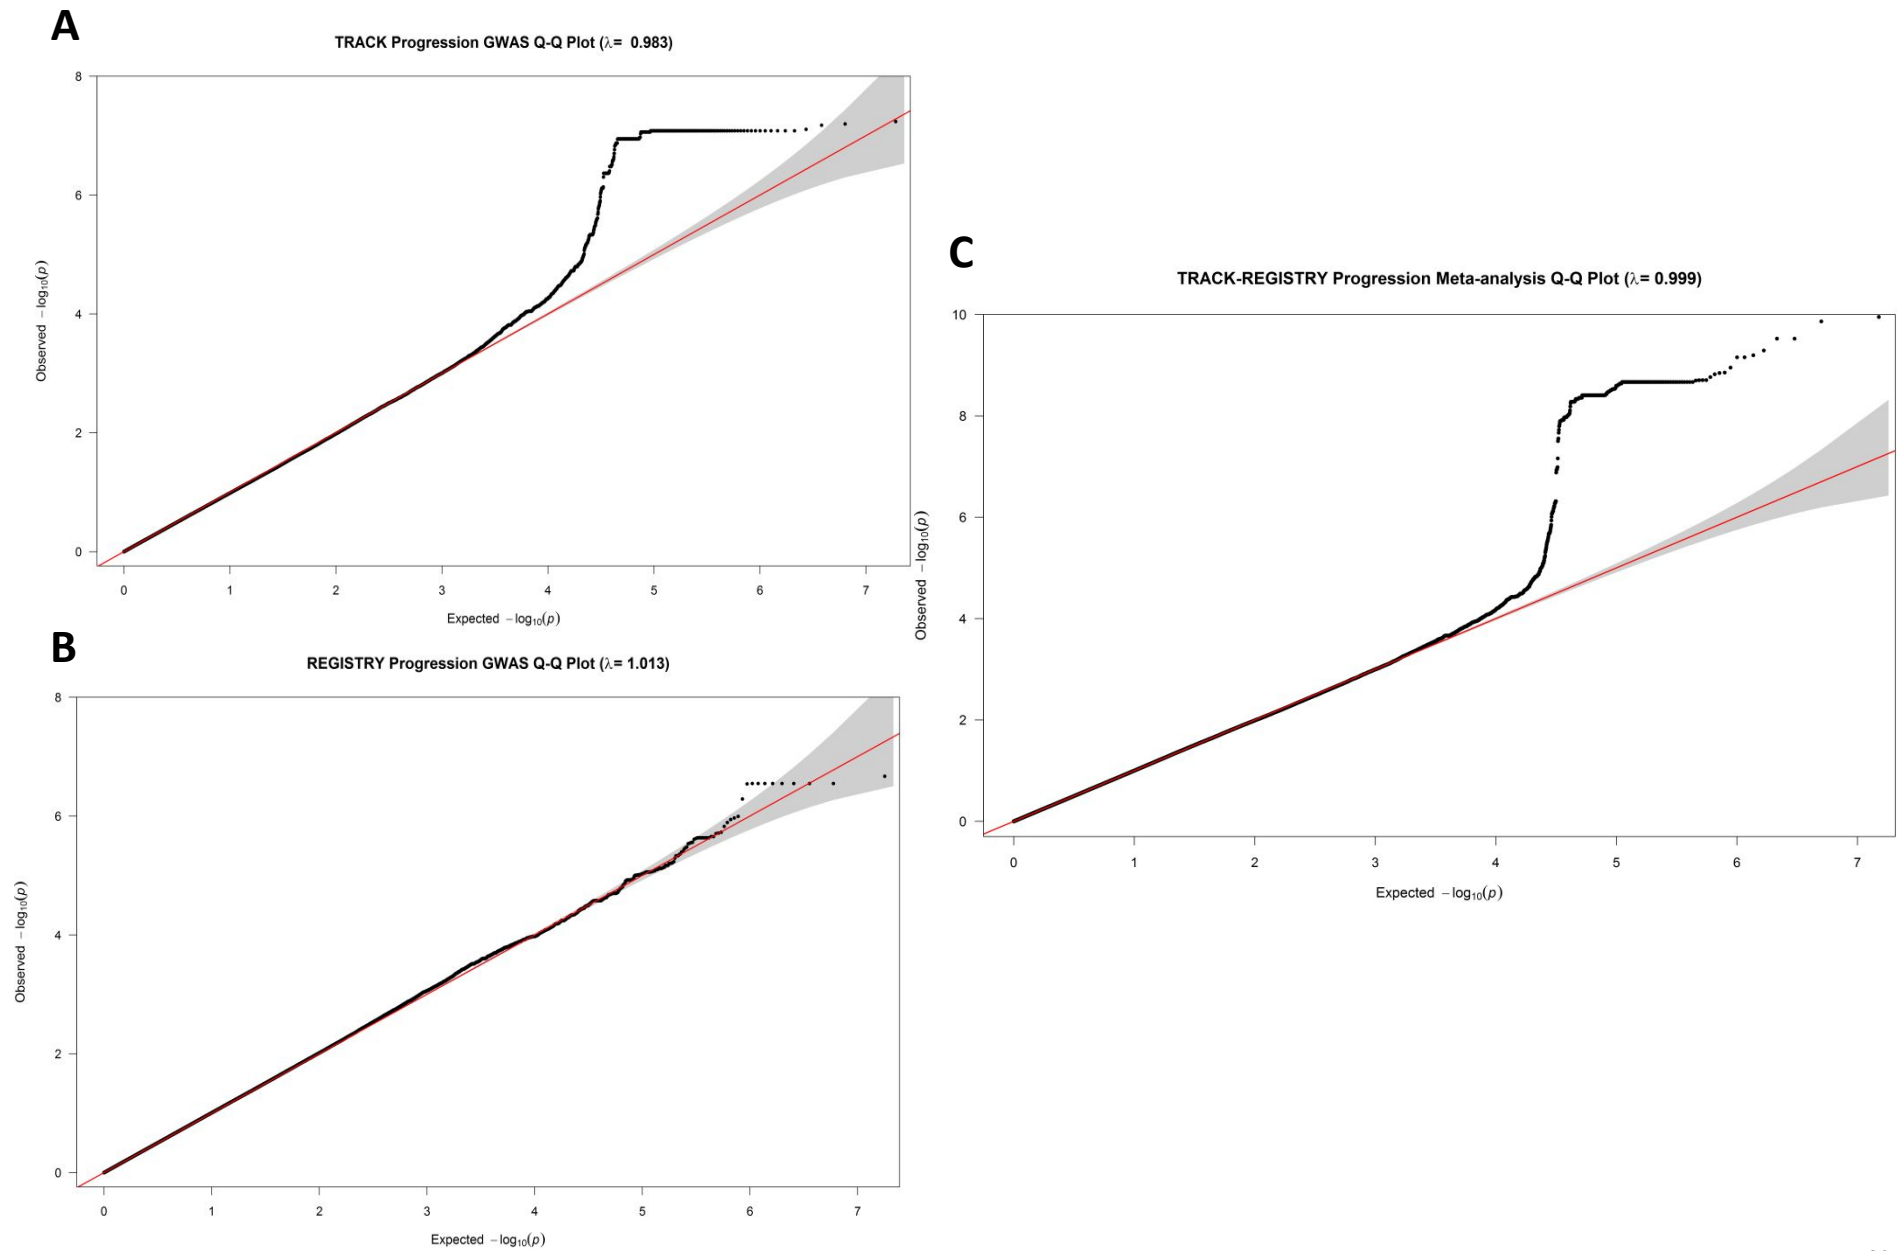 A
TRACK Progression GWAS Q-Q Plot (λ= 0.983)
8
6
4
2
0
Observed −log10(p)
0 1 2 3 4 5 6 7
Expected −log10(p)
B
REGISTRY Progression GWAS Q-Q Plot (λ= 1.013)
8
6
4
2
0
Observed −log10(p)
0 1 2 3 4 5 6 7
Expected −log10(p)
C
TRACK-REGISTRY Progression Meta-analysis Q-Q Plot (λ= 0.999)
10
8
6
4
2
0
Observed −log10(p)
0 1 2 3 4 5 6 7
Expected −log10(p)